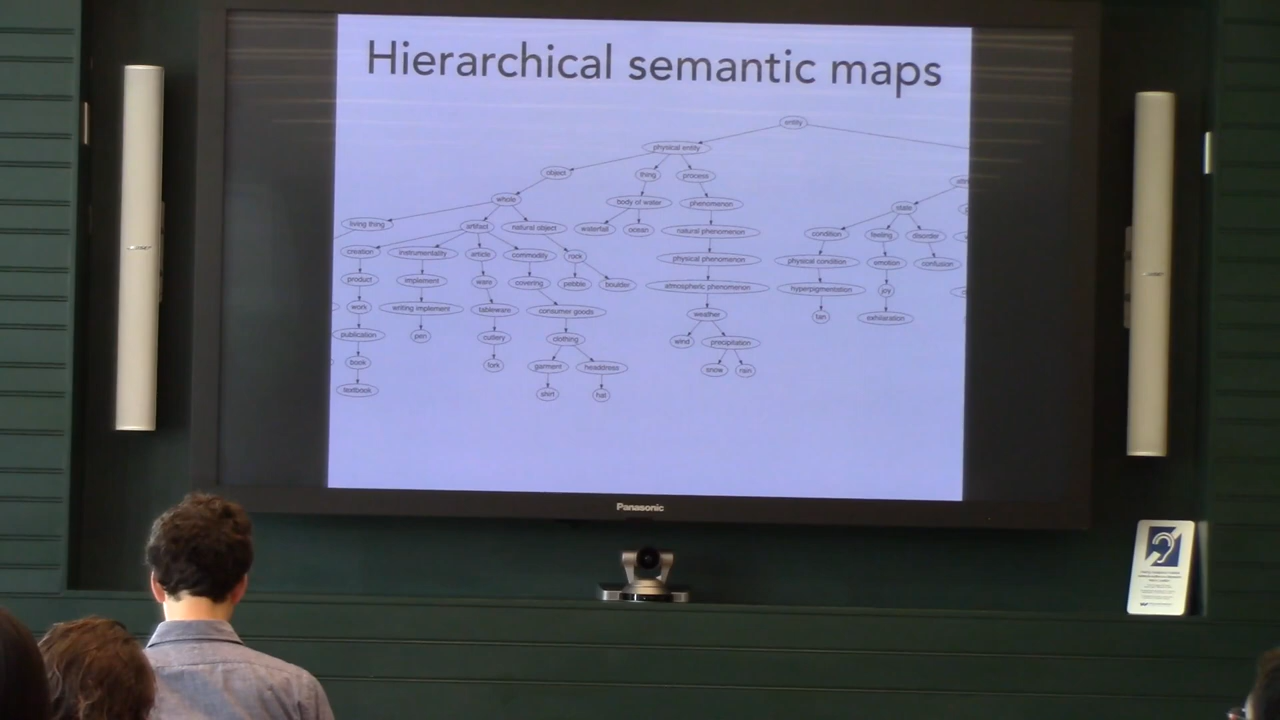 Hierarchical semantic maps
entity
physical entity
object thing process
whole body of water phenomenon state
living thing artifact natural object waterfall ocean natural phenomenon condition feeling disorder
creation instrumentality article commodity rock physical phenomenon physical condition emotion confusion
product implement ware covering pebble boulder atmospheric phenomenon hyperpigmentation joy
work writing implement tableware consumer goods weather tan exhilaration
publication pen cutlery clothing wind precipitation
book fork garment headdress snow rain
textbook shirt hat
Panasonic